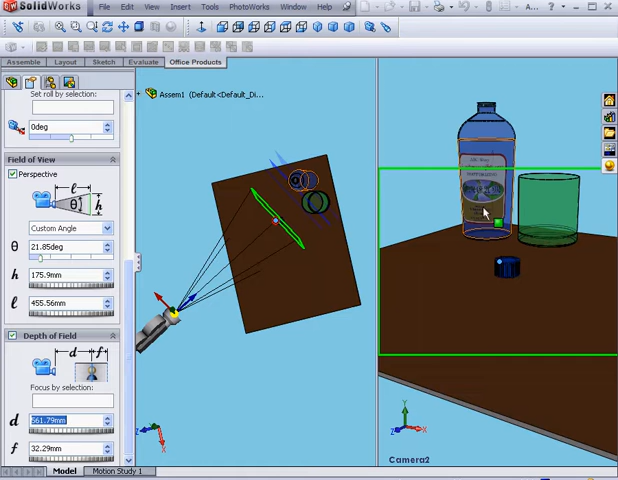 SolidWorks File Edit View Insert Tools PhotoWorks Window Help
Assemble Layout Sketch Evaluate Office Products
Set roll by selection:
Assem1 (Default<Default_Di...
0deg
Field of View
Perspective
l
θ h
Custom Angle
θ 21.85deg
h 175.9mm
l 455.56mm
Depth of Field
d f
Focus by selection:
d 561.79mm
f 32.29mm
Z X
Y
Z X
Camera2
Model Motion Study 1